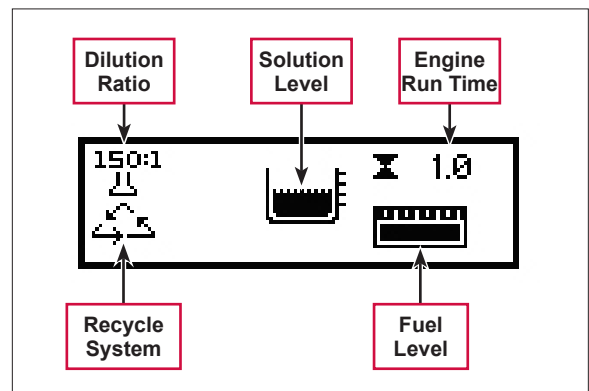 Dilution
Ratio
Solution
Level
Engine
Run Time
150:1
1.0
Recycle
System
Fuel
Level